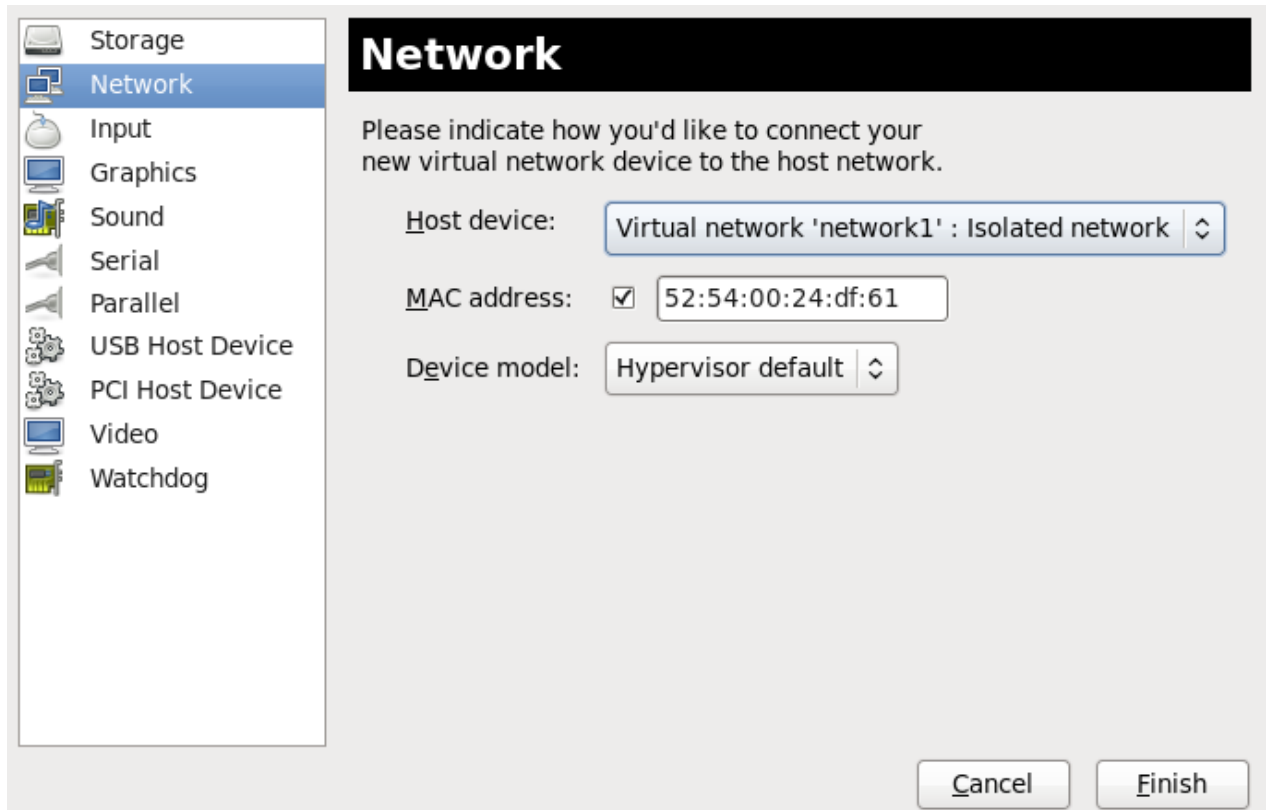 Storage
Network
Input
Graphics
Sound
Serial
Parallel
USB Host Device
PCI Host Device
Video
Watchdog
Network
Please indicate how you'd like to connect your
new virtual network device to the host network.
Host device: Virtual network 'network1' : Isolated network
MAC address: 52:54:00:24:df:61
Device model: Hypervisor default
Cancel Finish